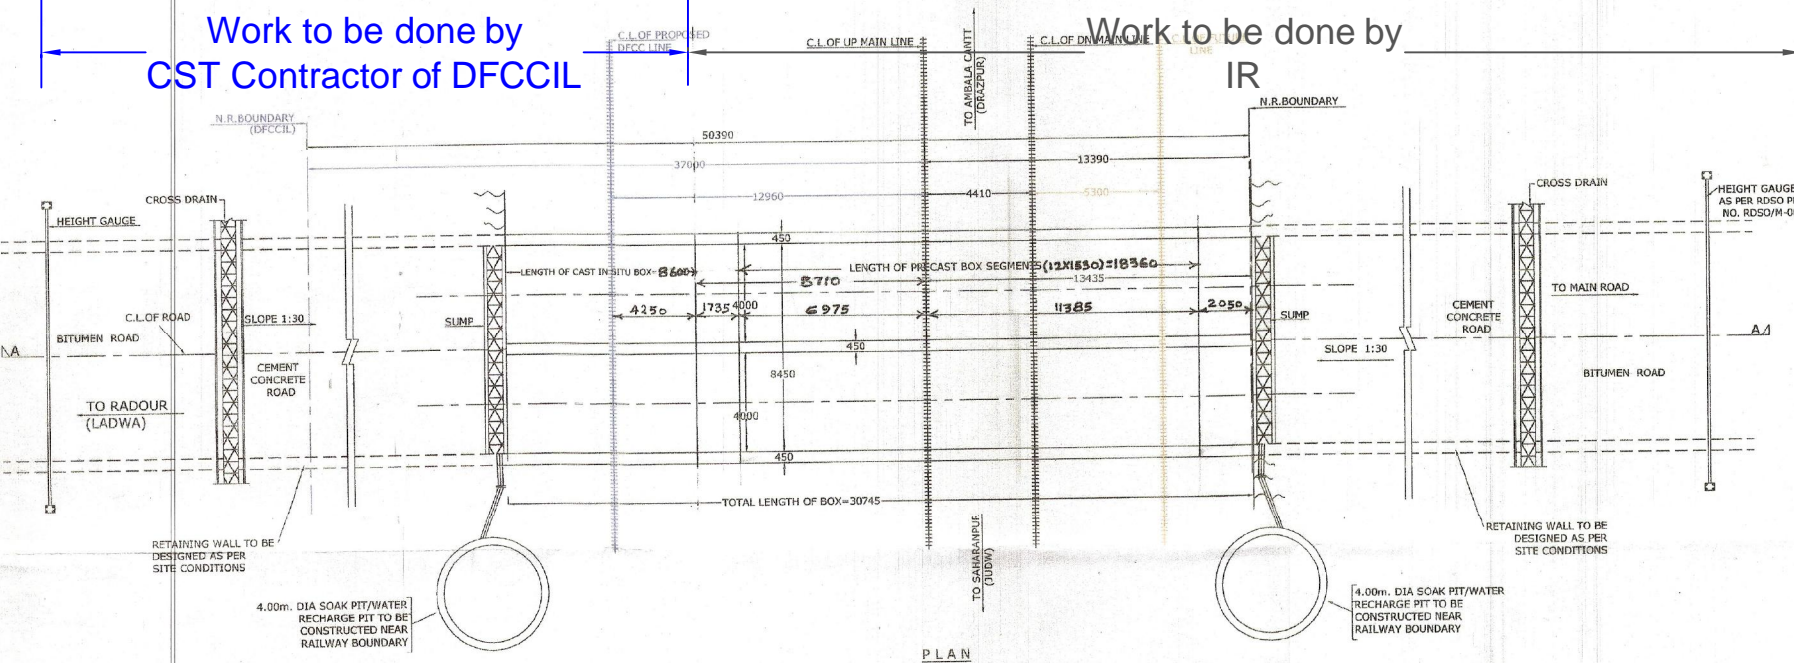 Work to be done by
CST Contractor of DFCCIL
C.L.OF PROPOSED
DFCC LINE
C.L.OF UP MAIN LINE
TO AMBALA CANTT
(DRAZPUR)
C.L.OF DN MAIN LINE
Work to be done by
IR
LINE
N.R.BOUNDARY
(DFCCIL)
N.R.BOUNDARY
50390
37000
13390
12960
4410
5300
HEIGHT GAUGE
CROSS DRAIN
CROSS DRAIN
HEIGHT GAUGE
AS PER RDSO
NO. RDSO/M-0
450
LENGTH OF CAST IN SITU BOX=8600
LENGTH OF PRECAST BOX SEGMENTS(12X1530)=18360
8710
13435
4250
1735
4000
6975
11385
2050
C.L.OF ROAD
BITUMEN ROAD
SLOPE 1:30
SUMP
SUMP
CEMENT
CONCRETE
ROAD
TO MAIN ROAD
A
A
450
SLOPE 1:30
CEMENT
CONCRETE
ROAD
8450
BITUMEN ROAD
TO RADOUR
(LADWA)
4000
450
TOTAL LENGTH OF BOX=30745
RETAINING WALL TO BE
DESIGNED AS PER
SITE CONDITIONS
TO SAHARANPUR
(JUDW)
RETAINING WALL TO BE
DESIGNED AS PER
SITE CONDITIONS
4.00m. DIA SOAK PIT/WATER
RECHARGE PIT TO BE
CONSTRUCTED NEAR
RAILWAY BOUNDARY
4.00m. DIA SOAK PIT/WATER
RECHARGE PIT TO BE
CONSTRUCTED NEAR
RAILWAY BOUNDARY
PLAN